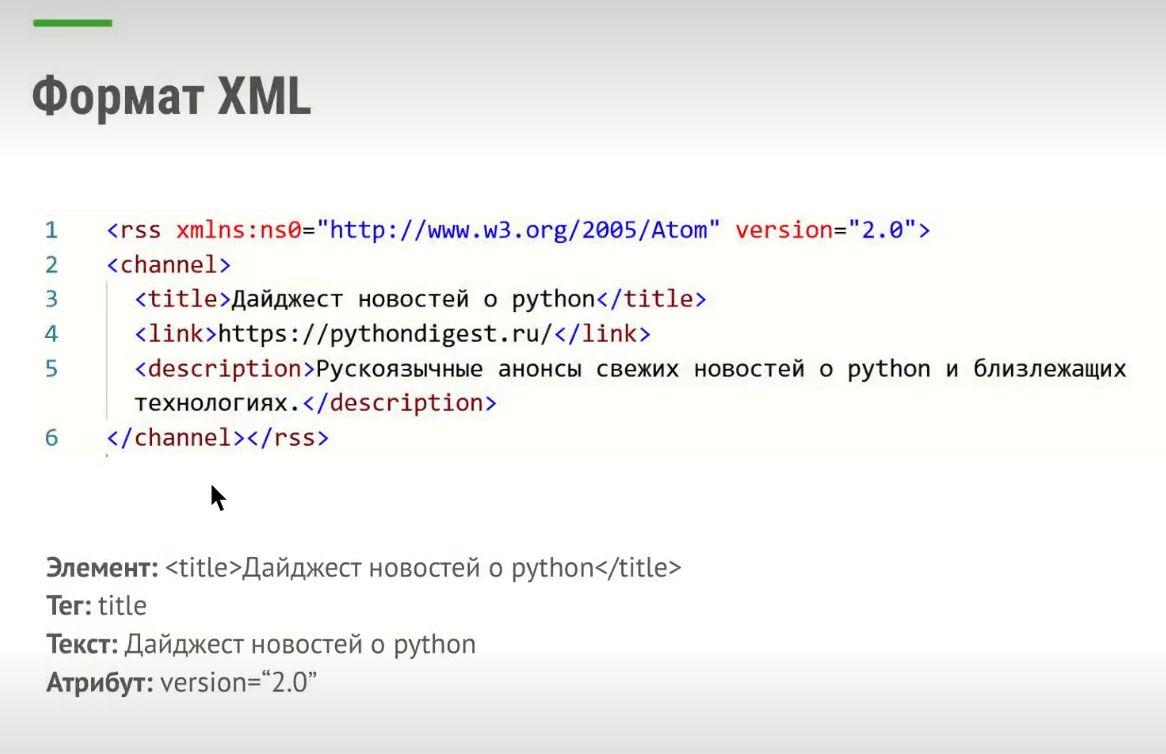 Формат XML
1 <rss xmlns:ns0="http://www.w3.org/2005/Atom" version="2.0">
2 <channel>
3 <title>Дайджест новостей о python</title>
4 <link>https://pythondigest.ru/</link>
5 <description>Рускоязычные анонсы свежих новостей о python и близлежащих
технологиях.</description>
6 </channel></rss>
Элемент: <title>Дайджест новостей о python</title>
Тег: title
Текст: Дайджест новостей о python
Атрибут: version=“2.0”